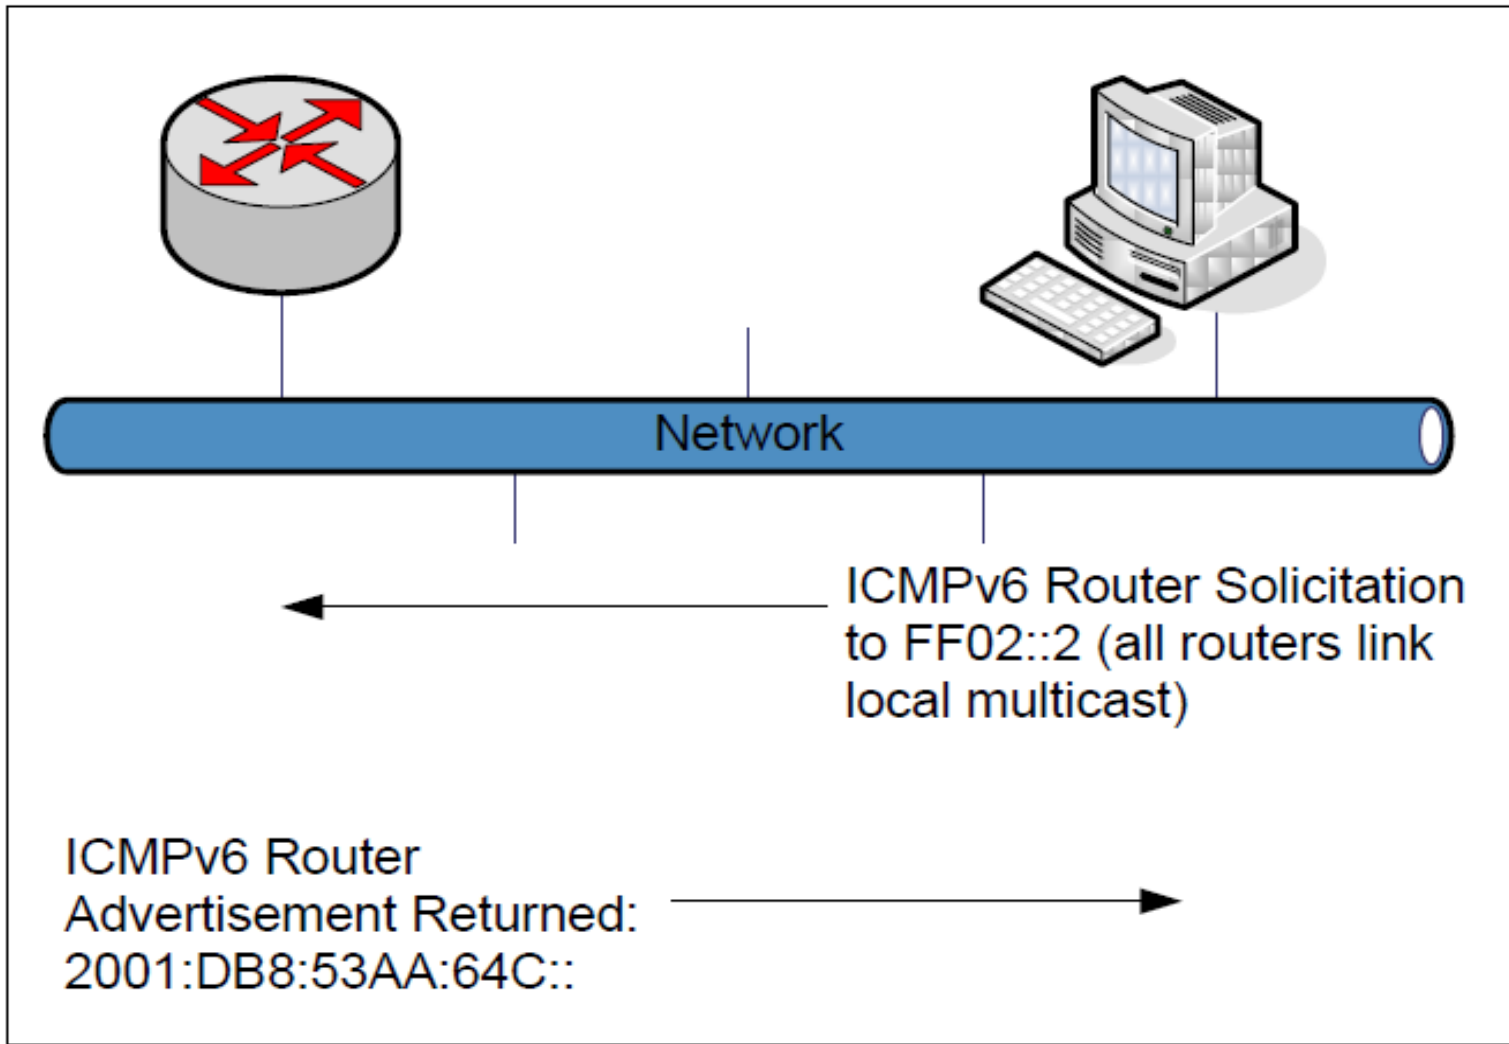 Network
ICMPv6 Router Solicitation
to FF02::2 (all routers link
local multicast)
ICMPv6 Router
Advertisement Returned:
2001:DB8:53AA:64C::